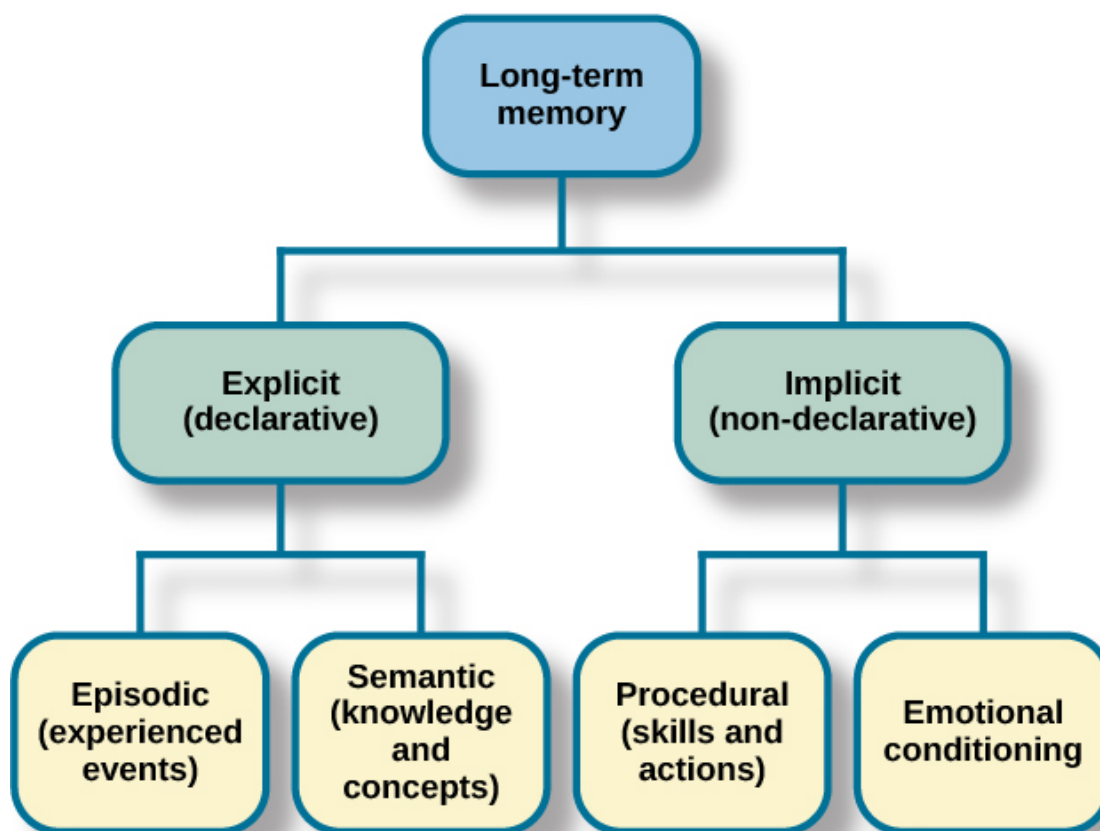 Long-term
memory
Explicit
(declarative)
Implicit
(non-declarative)
Episodic
(experienced
events)
Semantic
(knowledge
and
concepts)
Procedural
(skills and
actions)
Emotional
conditioning